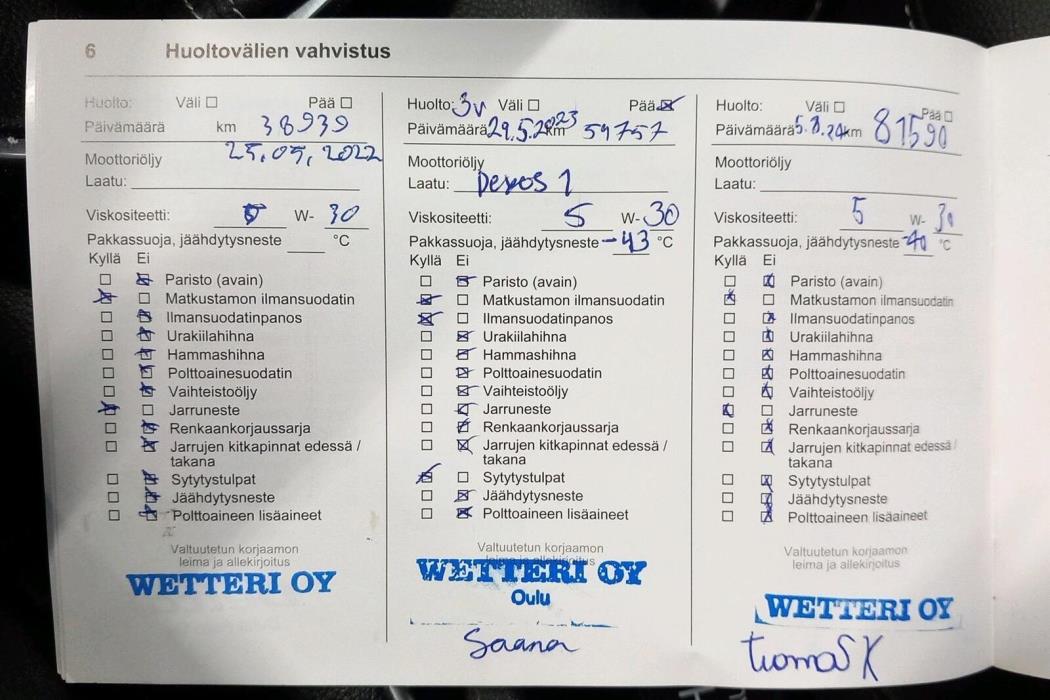 6 Huoltovälien vahvistus
Huolto: Väli Pää
Päivämäärä km 38939
25.05.2022
Moottoriöljy
Laatu:
Viskositeetti: 5 W- 30
Pakkassuoja, jäähdytysneste °C
Kyllä Ei
Paristo (avain)
Matkustamon ilmansuodatin
Ilmansuodatinpanos
Urakiilahihna
Hammashihna
Polttoainesuodatin
Vaihteistoöljy
Jarruneste
Renkaankorjaussarja
Jarrujen kitkapinnat edessä /
takana
Sytytystulpat
Jäähdytysneste
Polttoaineen lisäaineet
Valtuutetun korjaamon
leima ja allekirjoitus
WETTERI OY
Huolto: 3v Väli Pää
Päivämäärä 29.5.2023 km 59757
Moottoriöljy
Laatu: Dexos 1
Viskositeetti: 5 W- 30
Pakkassuoja, jäähdytysneste -43 °C
Kyllä Ei
Paristo (avain)
Matkustamon ilmansuodatin
Ilmansuodatinpanos
Urakiilahihna
Hammashihna
Polttoainesuodatin
Vaihteistoöljy
Jarruneste
Renkaankorjaussarja
Jarrujen kitkapinnat edessä /
takana
Sytytystulpat
Jäähdytysneste
Polttoaineen lisäaineet
Valtuutetun korjaamon
leima ja allekirjoitus
WETTERI OY
Oulu
Saana
Huolto: Väli Pää
Päivämäärä 5.8.24 km 81590
Moottoriöljy
Laatu:
Viskositeetti: 5 W- 30
Pakkassuoja, jäähdytysneste -40 °C
Kyllä Ei
Paristo (avain)
Matkustamon ilmansuodatin
Ilmansuodatinpanos
Urakiilahihna
Hammashihna
Polttoainesuodatin
Vaihteistoöljy
Jarruneste
Renkaankorjaussarja
Jarrujen kitkapinnat edessä /
takana
Sytytystulpat
Jäähdytysneste
Polttoaineen lisäaineet
Valtuutetun korjaamon
leima ja allekirjoitus
WETTERI OY
Tuomas K